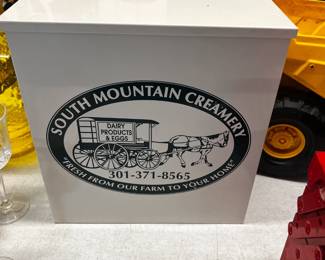 SOUTH MOUNTAIN CREAMERY
DAIRY
PRODUCTS
& EGGS
301-371-8565
"FRESH FROM OUR FARM TO YOUR HOME"